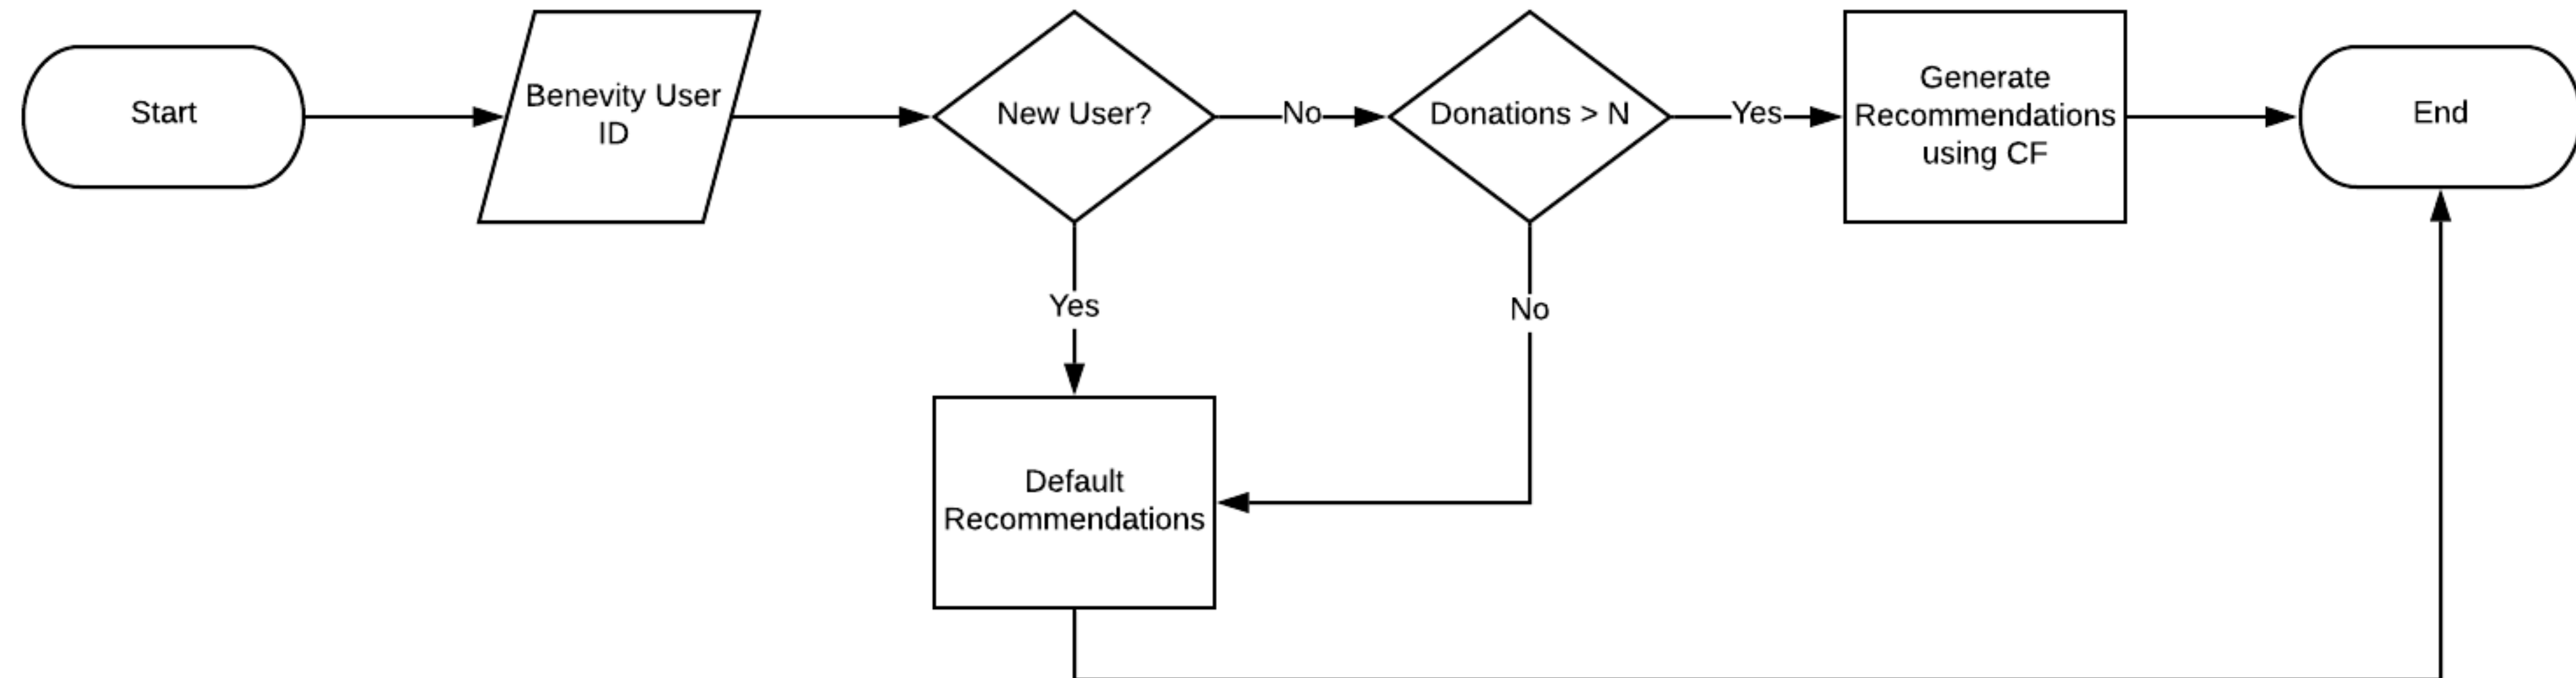 Start
Benevity User
ID
New User?
No
Donations > N
Yes
Generate
Recommendations
using CF
End
Yes
No
Default
Recommendations